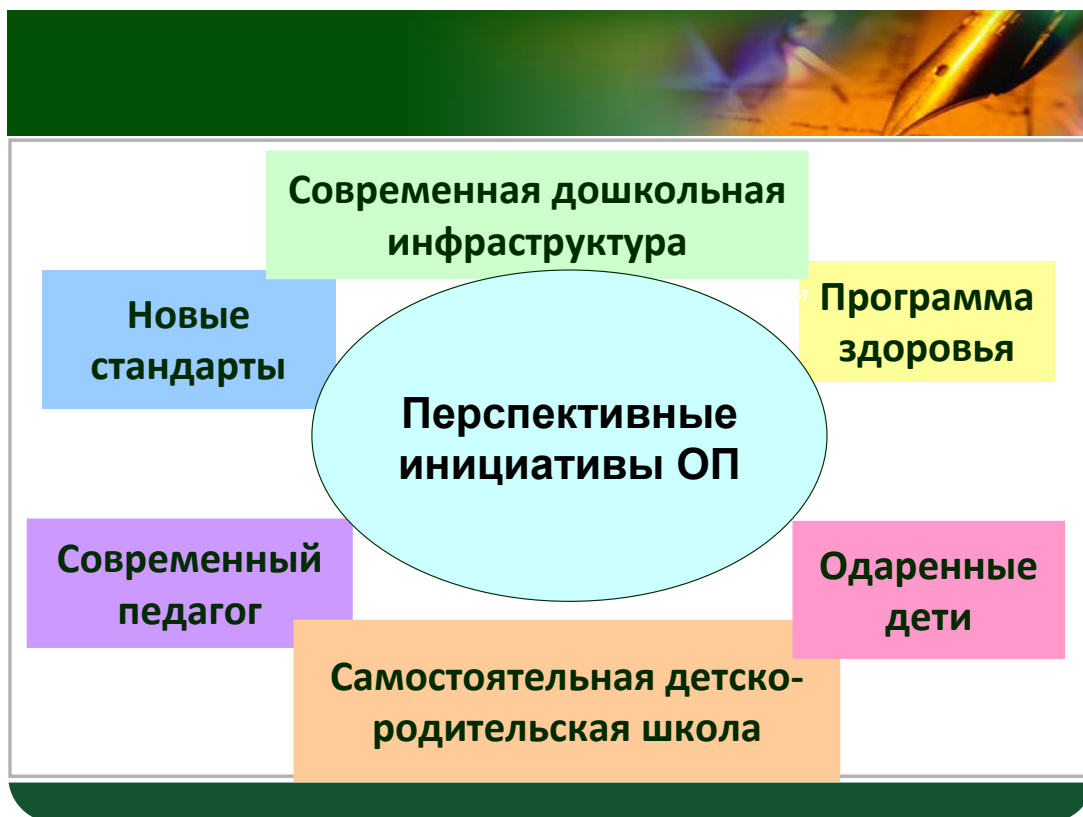 Современная дошкольная
инфраструктура
Новые
стандарты
Программа
здоровья
Перспективные
инициативы ОП
Современный
педагог
Одаренные
дети
Самостоятельная детско-
родительская школа